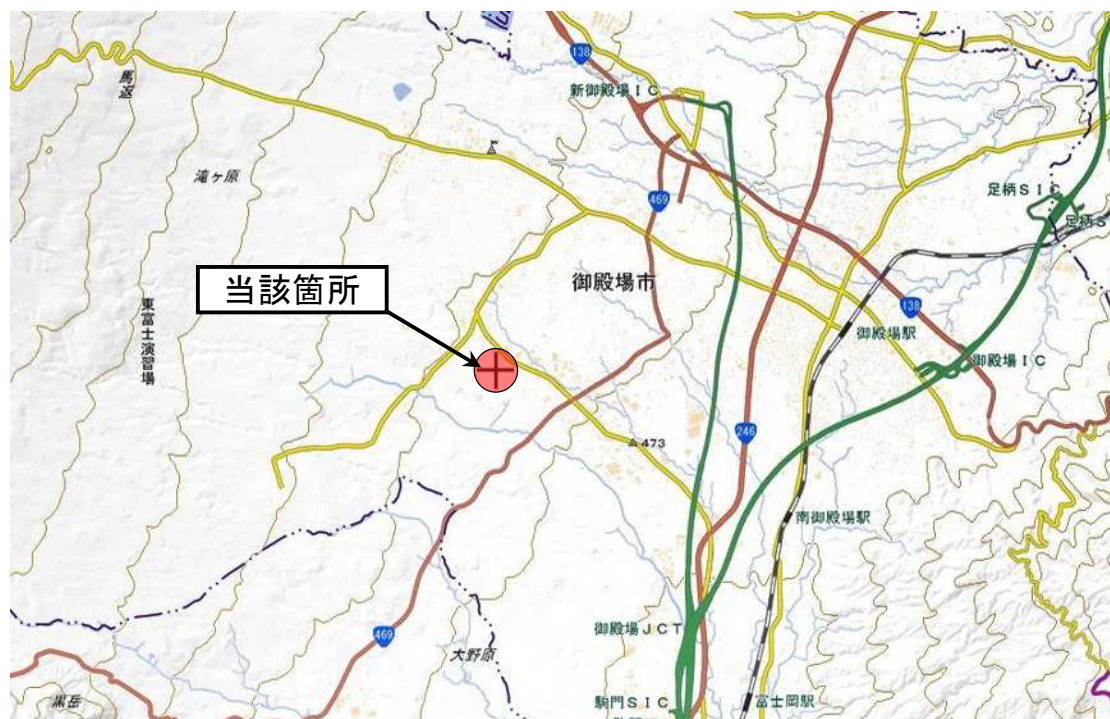 138
馬返
新御殿場IC
滝ヶ原
469
足柄SIC
足柄S
当該箇所
御殿場市
東富士演習場
138
御殿場駅
御殿場IC
246
473
南御殿場駅
469
御殿場JCT
大野原
黒岳
駒門SIC
富士岡駅